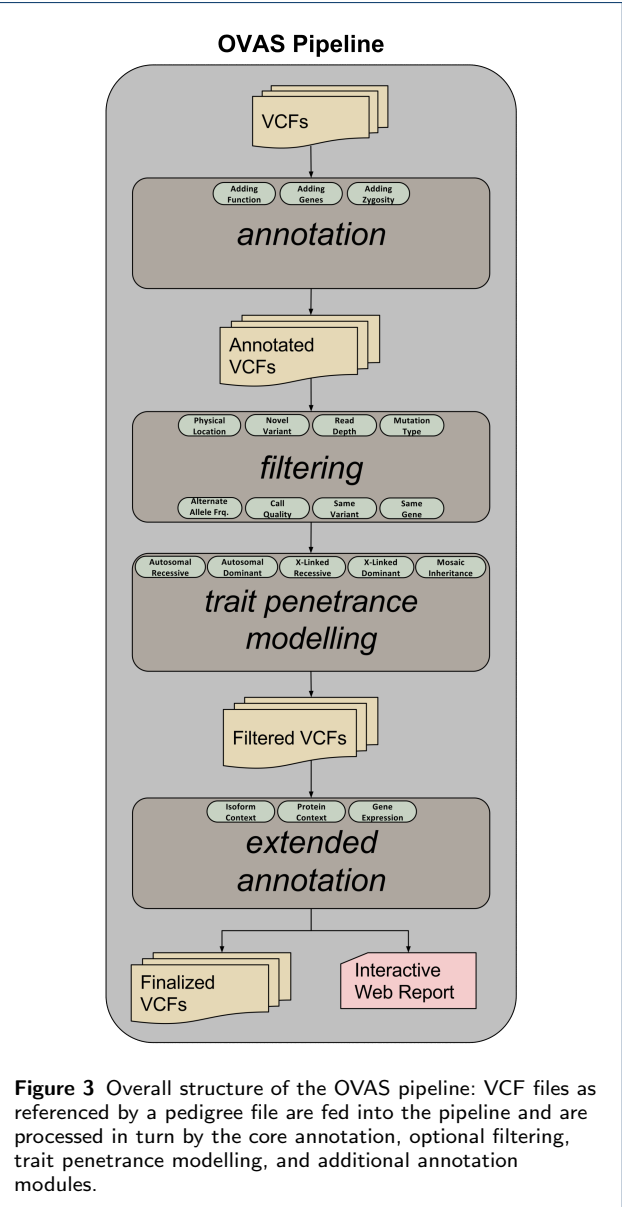 OVAS Pipeline
VCFs
Adding Function
Adding Genes
Adding Zygosity
annotation
Annotated
VCFs
Physical Location
Novel Variant
Read Depth
Mutation Type
filtering
Alternate Allele Frq.
Call Quality
Same Variant
Same Gene
Autosomal Recessive
Autosomal Dominant
X-Linked Recessive
X-Linked Dominant
Mosaic Inheritance
trait penetrance
modelling
Filtered VCFs
Isoform Context
Protein Context
Gene Expression
extended
annotation
Finalized
VCFs
Interactive
Web Report
Figure 3 Overall structure of the OVAS pipeline: VCF files as
referenced by a pedigree file are fed into the pipeline and are
processed in turn by the core annotation, optional filtering,
trait penetrance modelling, and additional annotation
modules.